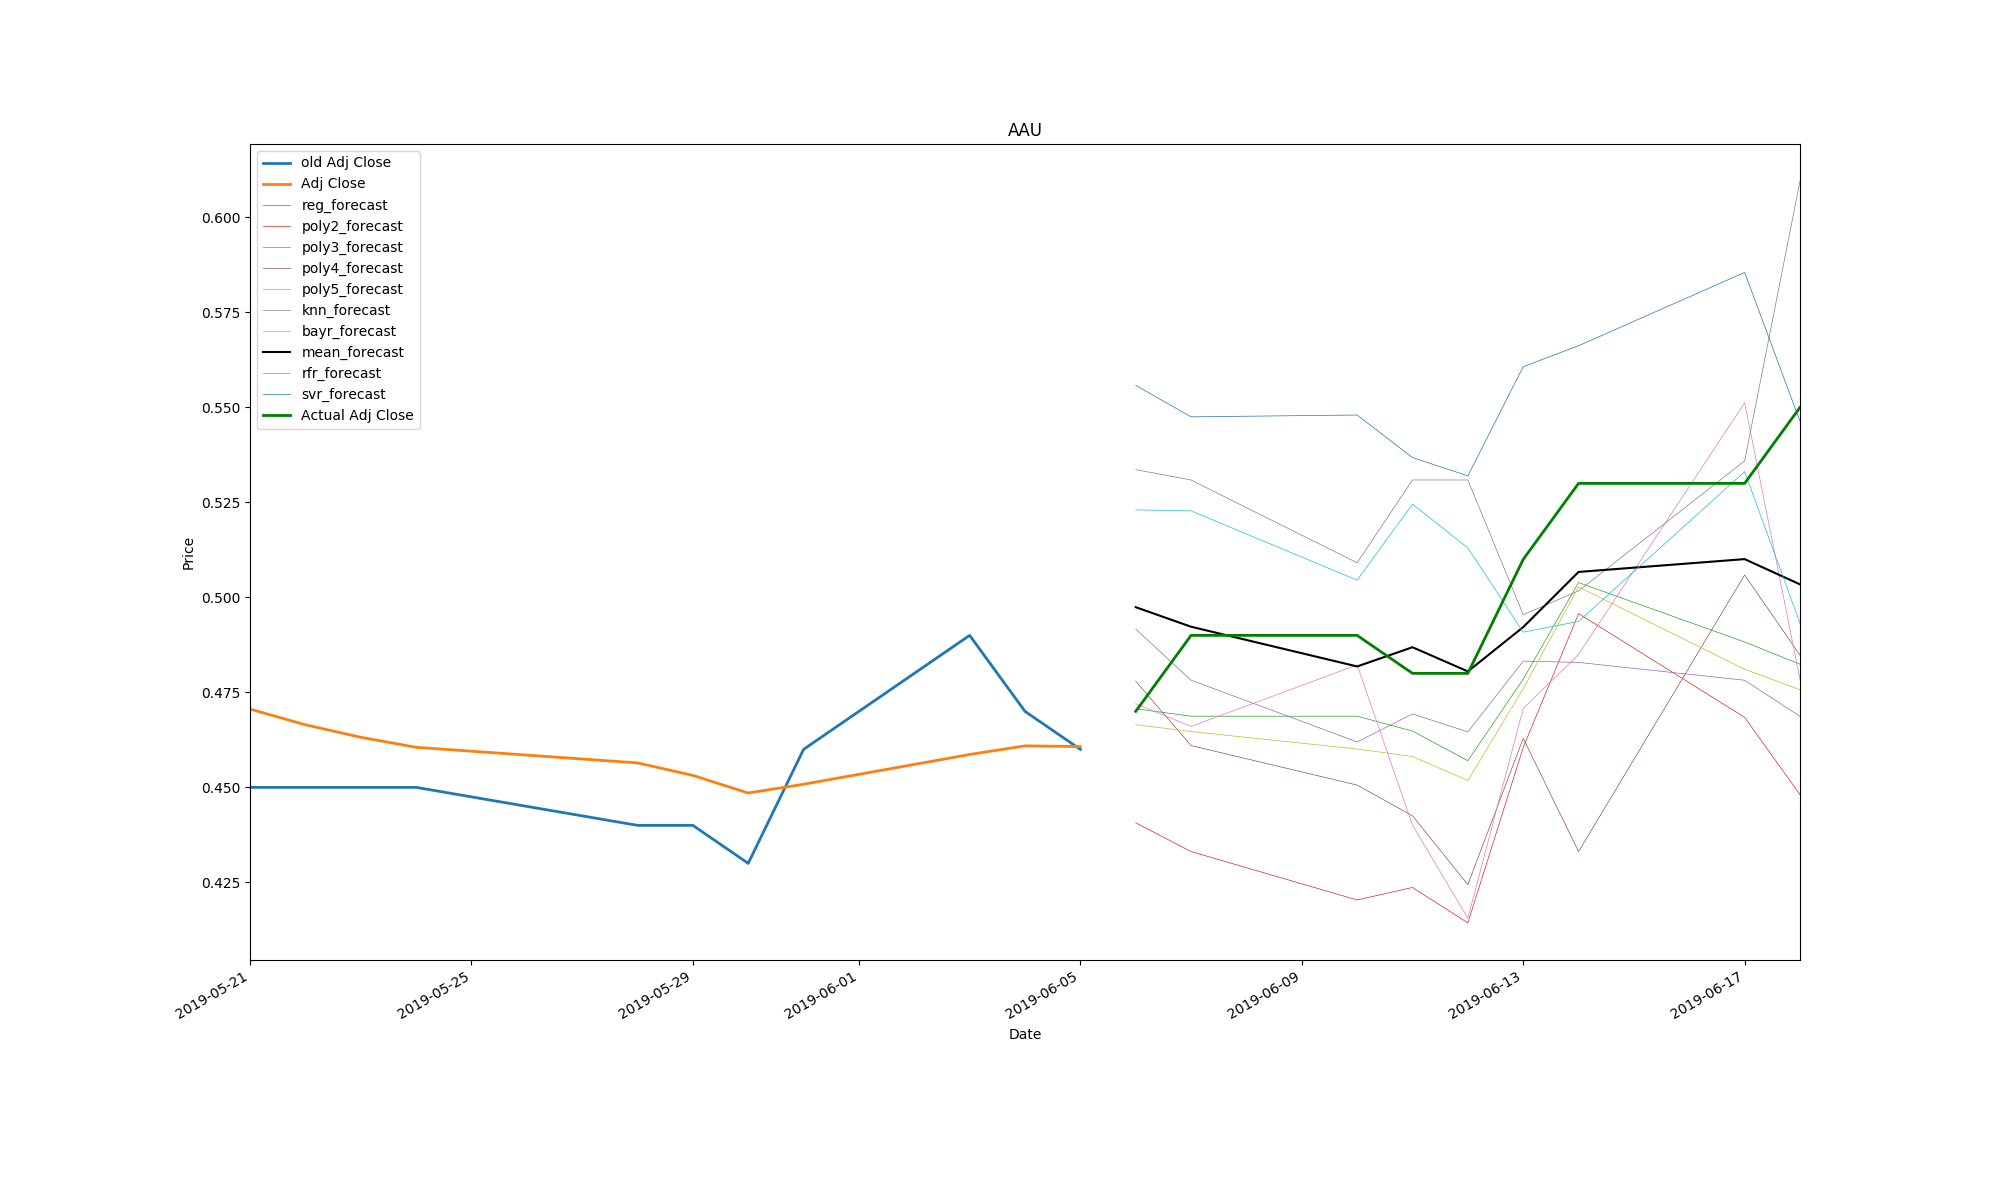 AAU
old Adj Close
Adj Close
reg_forecast
poly2_forecast
poly3_forecast
poly4_forecast
poly5_forecast
knn_forecast
bayr_forecast
mean_forecast
rfr_forecast
svr_forecast
Actual Adj Close
0.600
0.575
0.550
0.525
0.500
0.475
0.450
0.425
Price
2019-05-21
2019-05-25
2019-05-29
2019-06-01
2019-06-05
2019-06-09
2019-06-13
2019-06-17
Date